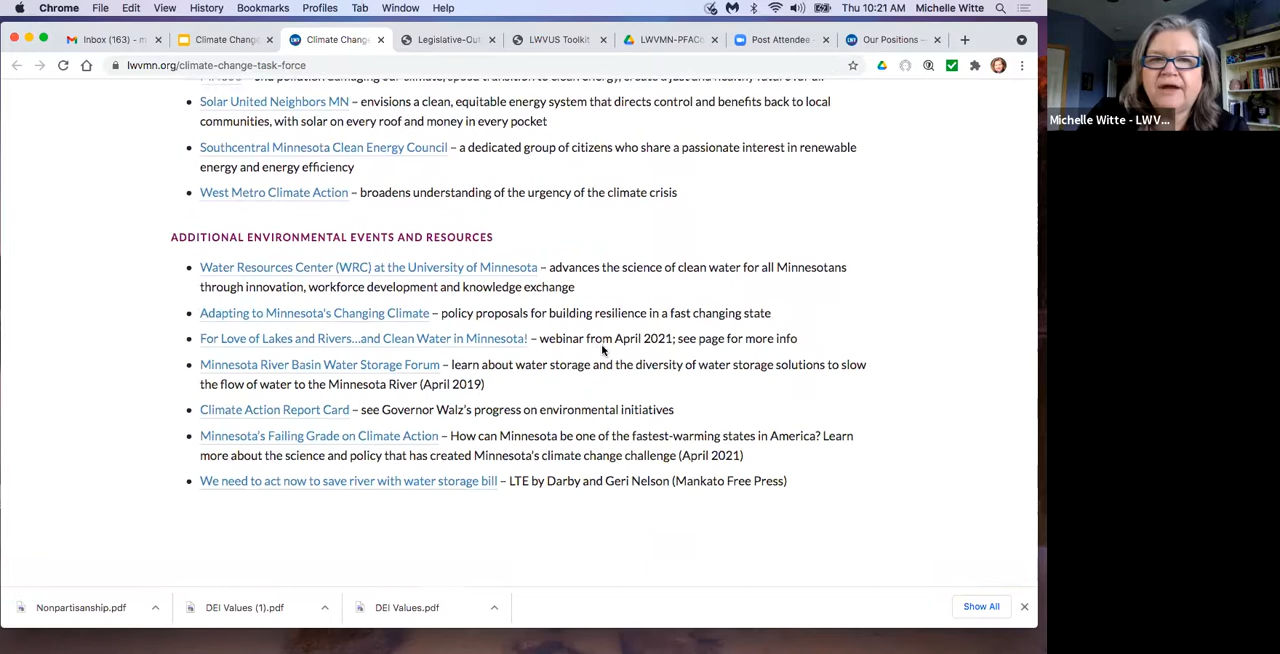 Chrome File Edit View History Bookmarks Profiles Tab Window Help Thu 10:21 AM Michelle Witte
Inbox (163) – m Climate Change Climate Chang Legislative-Out LWVUS Toolkit LWVMN-PFACo Post Attendee Our Positions –
lwvmn.org/climate-change-task-force
Solar United Neighbors MN – envisions a clean, equitable energy system that directs control and benefits back to local
communities, with solar on every roof and money in every pocket
Southcentral Minnesota Clean Energy Council – a dedicated group of citizens who share a passionate interest in renewable
energy and energy efficiency
West Metro Climate Action – broadens understanding of the urgency of the climate crisis
ADDITIONAL ENVIRONMENTAL EVENTS AND RESOURCES
Water Resources Center (WRC) at the University of Minnesota – advances the science of clean water for all Minnesotans
through innovation, workforce development and knowledge exchange
Adapting to Minnesota's Changing Climate – policy proposals for building resilience in a fast changing state
For Love of Lakes and Rivers...and Clean Water in Minnesota! – webinar from April 2021; see page for more info
Minnesota River Basin Water Storage Forum – learn about water storage and the diversity of water storage solutions to slow
the flow of water to the Minnesota River (April 2019)
Climate Action Report Card – see Governor Walz's progress on environmental initiatives
Minnesota's Failing Grade on Climate Action – How can Minnesota be one of the fastest-warming states in America? Learn
more about the science and policy that has created Minnesota's climate change challenge (April 2021)
We need to act now to save river with water storage bill – LTE by Darby and Geri Nelson (Mankato Free Press)
Nonpartisanship.pdf DEI Values (1).pdf DEI Values.pdf Show All
Michelle Witte - LWV...